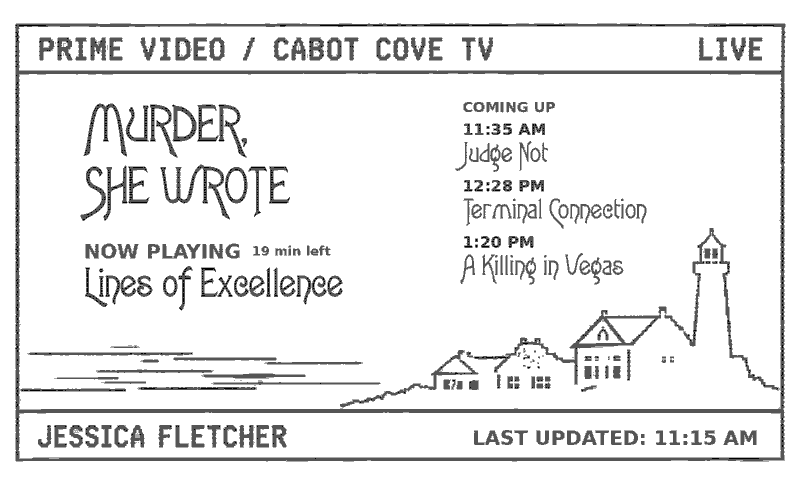 PRIME VIDEO / CABOT COVE TV
LIVE
MURDER,
SHE WROTE
NOW PLAYING 19 min left
Lines of Excellence
COMING UP
11:35 AM
Judge Not
12:28 PM
Terminal Connection
1:20 PM
A Killing in Vegas
JESSICA FLETCHER
LAST UPDATED: 11:15 AM